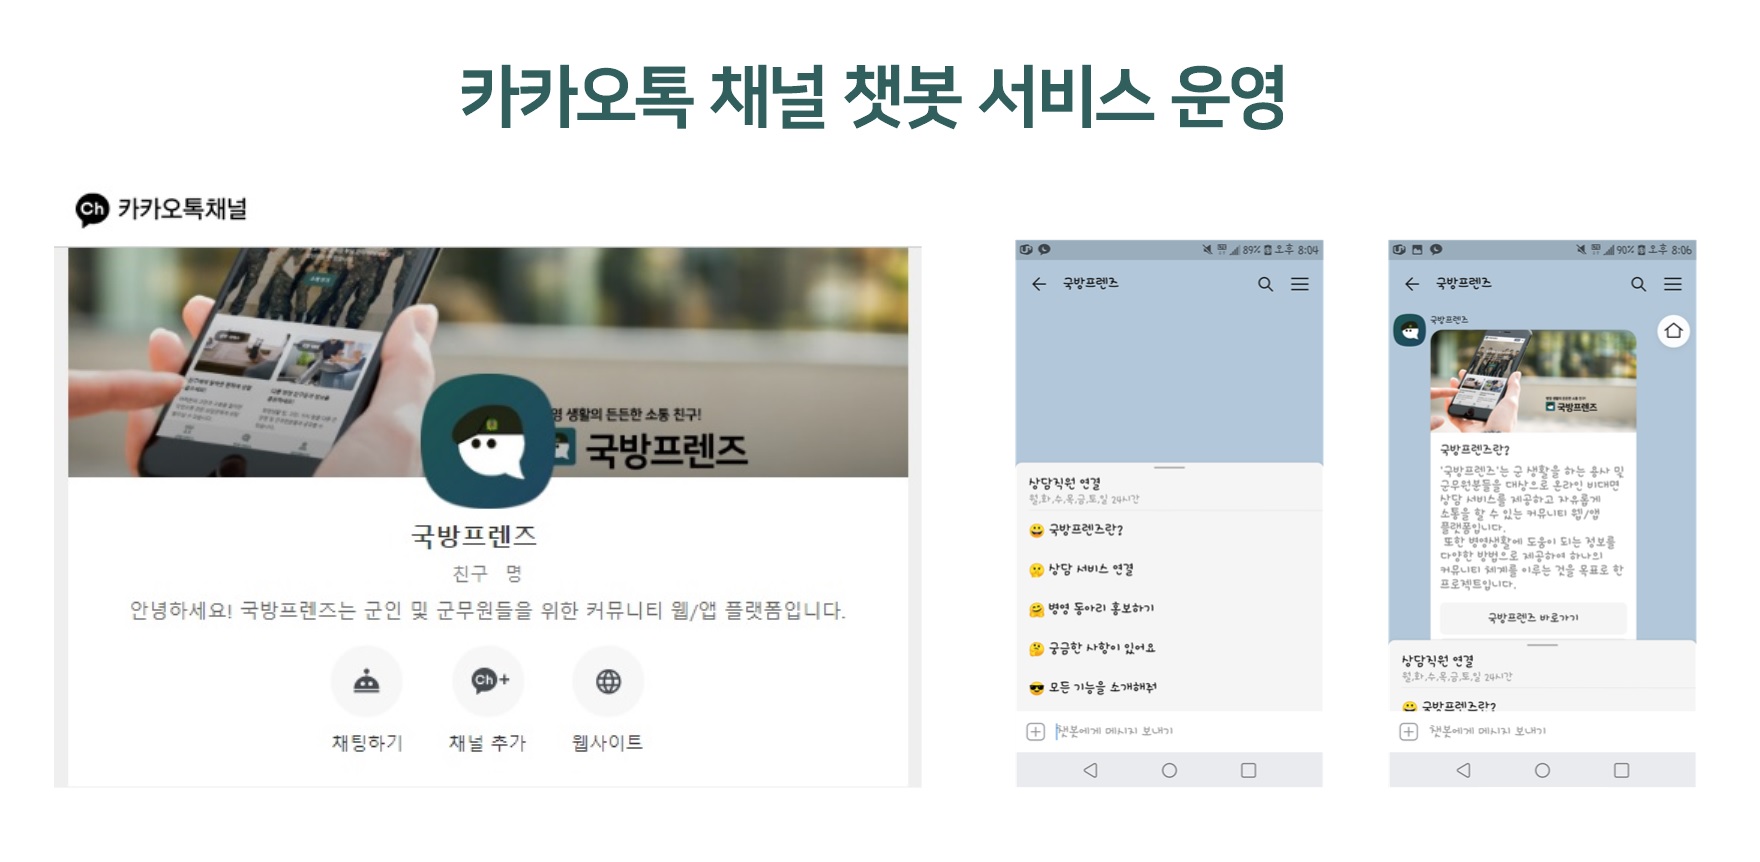 카카오톡 채널 챗봇 서비스 운영
Ch 카카오톡채널
영 생활의 든든한 소통 친구!
국방프렌즈
국방프렌즈
친구 명
안녕하세요! 국방프렌즈는 군인 및 군무원들을 위한 커뮤니티 웹/앱 플랫폼입니다.
Ch+
채팅하기
채널 추가
웹사이트
89% 오후 8:04
국방프렌즈
상담직원 연결
월,화,수,목,금,토,일 24시간
😀 국방프렌즈란?
🤫 상담 서비스 연결
🤗 병영 동아리 홍보하기
🤔 궁금한 사항이 있어요
😎 모든 기능을 소개해줘
챗봇에게 메시지 보내기
90% 오후 8:06
국방프렌즈
국방프렌즈
국방프렌즈
국방프렌즈란?
'국방프렌즈'는 군 생활을 하는 용사 및
군무원분들을 대상으로 온라인 비대면
상담 서비스를 제공하고 자유롭게
소통을 할 수 있는 커뮤니티 웹/앱
플랫폼입니다.
또한 병영생활에 도움이 되는 정보를
다양한 방법으로 제공하여 하나의
커뮤니티 체계를 이루는 것을 목표로 한
프로젝트입니다.
국방프렌즈 바로가기
상담직원 연결
월,화,수,목,금,토,일 24시간
😀 국방프렌즈란?
챗봇에게 메시지 보내기